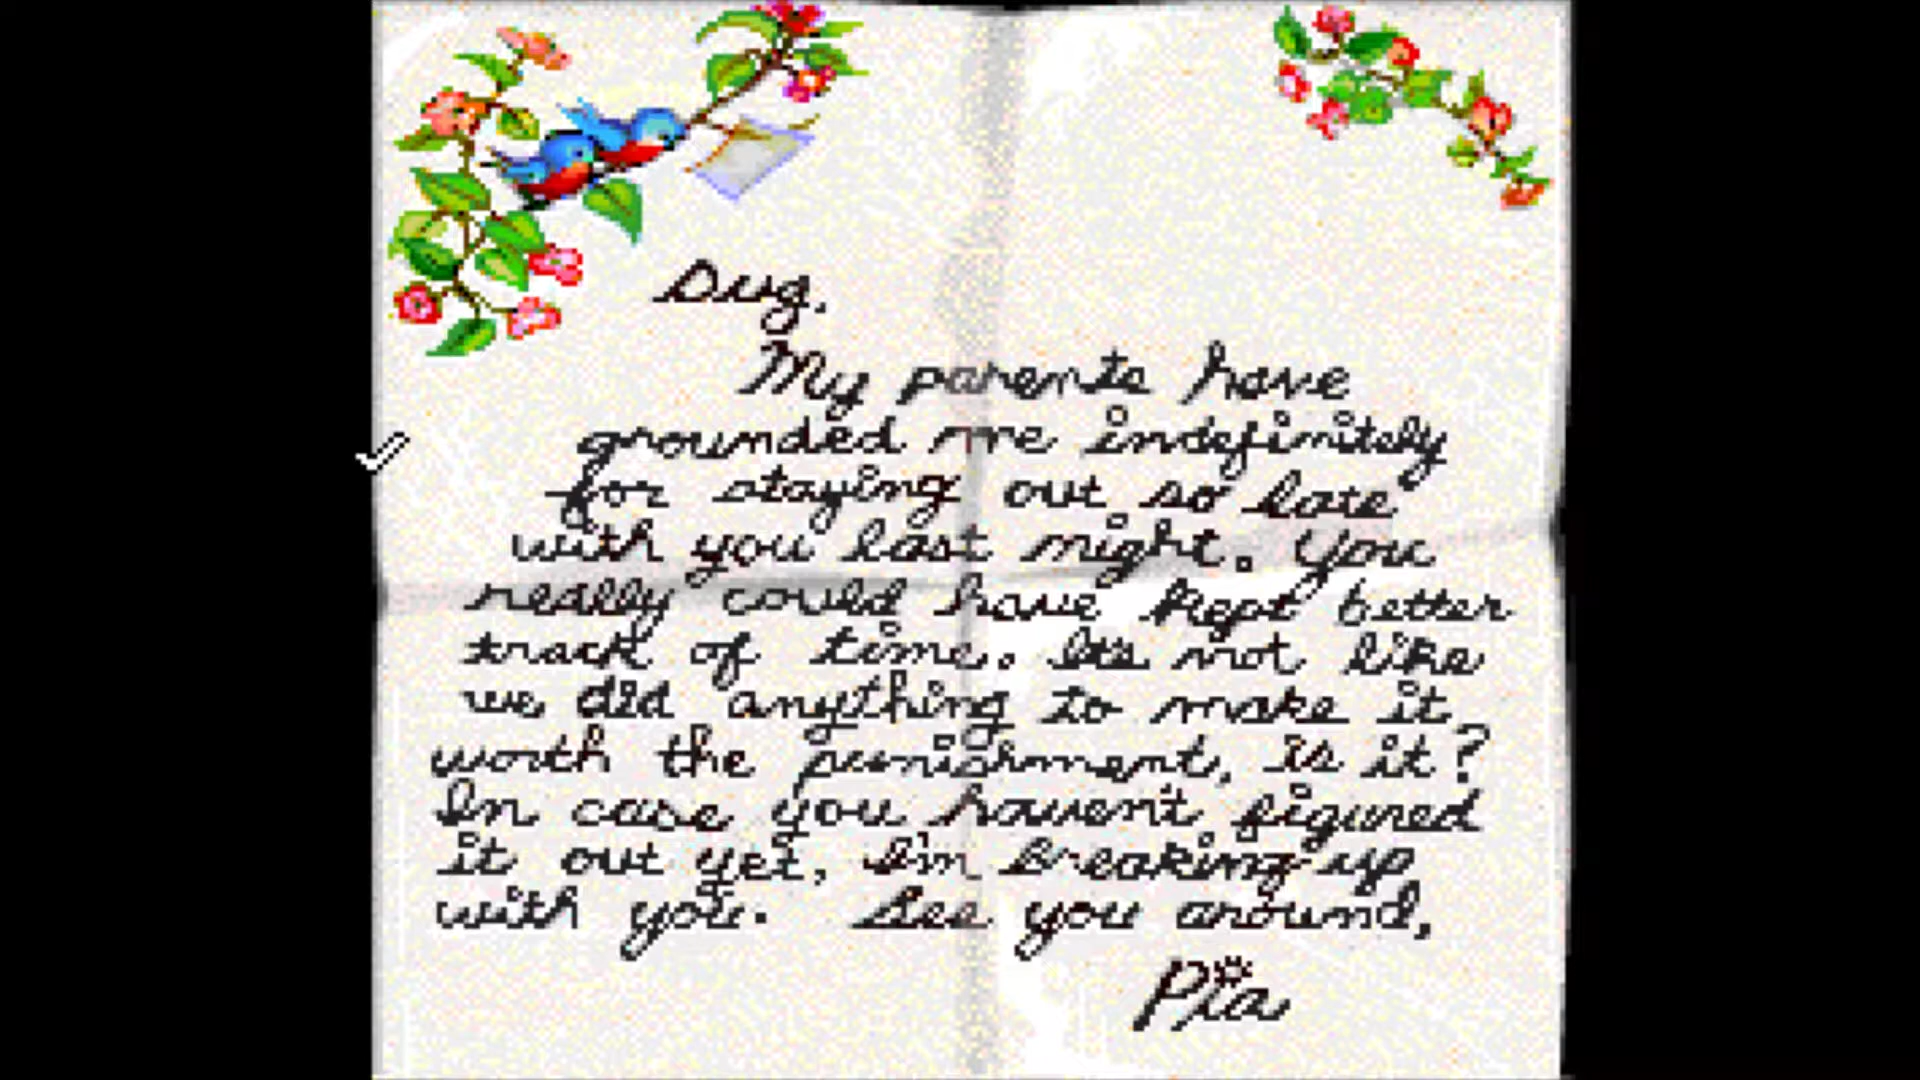 Dug,
My parents have
grounded me indefinitely
for staying out so late
with you last night. You
really could have kept better
track of time. Its not like
we did anything to make it
worth the punishment, is it?
In case you haven't figured
it out yet, I'm breaking up
with you. See you around,
Pia